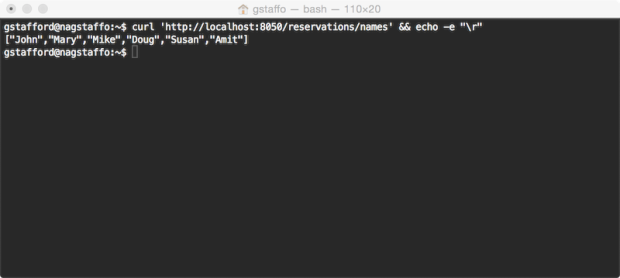 gstaffo — bash — 110×20
gstafford@nagstaffo:~$ curl 'http://localhost:8050/reservations/names' && echo -e "\r"
["John","Mary","Mike","Doug","Susan","Amit"]
gstafford@nagstaffo:~$